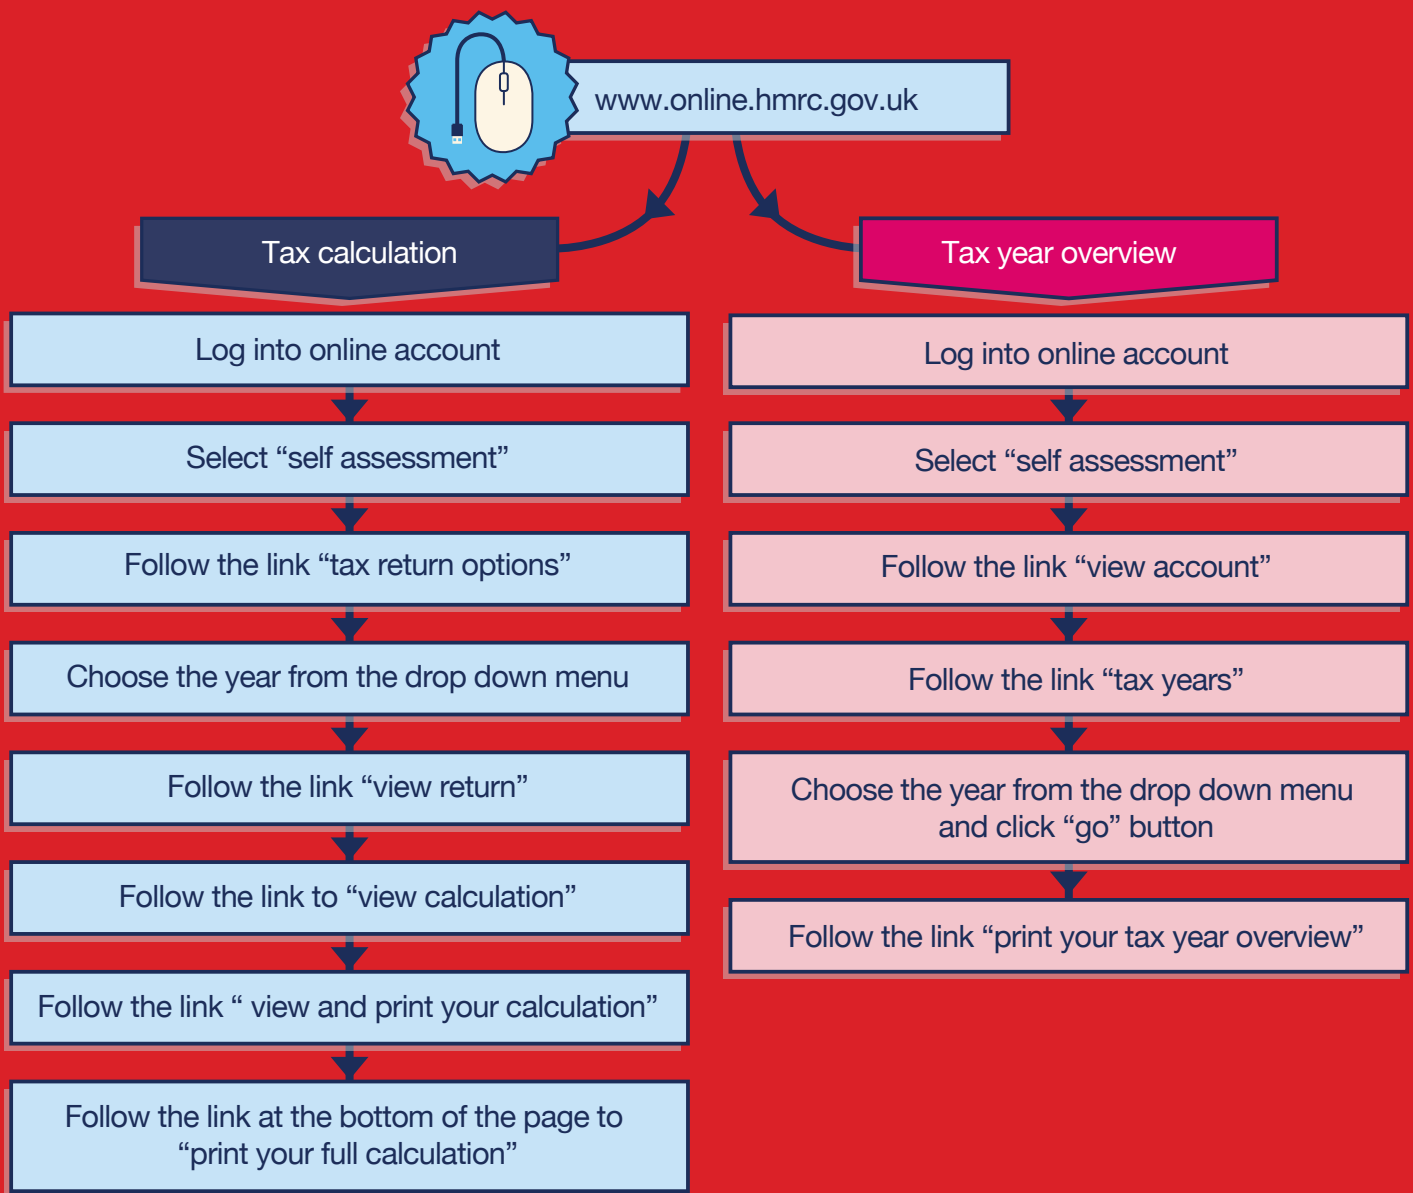 www.online.hmrc.gov.uk
Tax calculation
Log into online account
Select “self assessment”
Follow the link “tax return options”
Choose the year from the drop down menu
Follow the link “view return”
Follow the link to “view calculation”
Follow the link “ view and print your calculation”
Follow the link at the bottom of the page to
“print your full calculation”
Tax year overview
Log into online account
Select “self assessment”
Follow the link “view account”
Follow the link “tax years”
Choose the year from the drop down menu
and click “go” button
Follow the link “print your tax year overview”